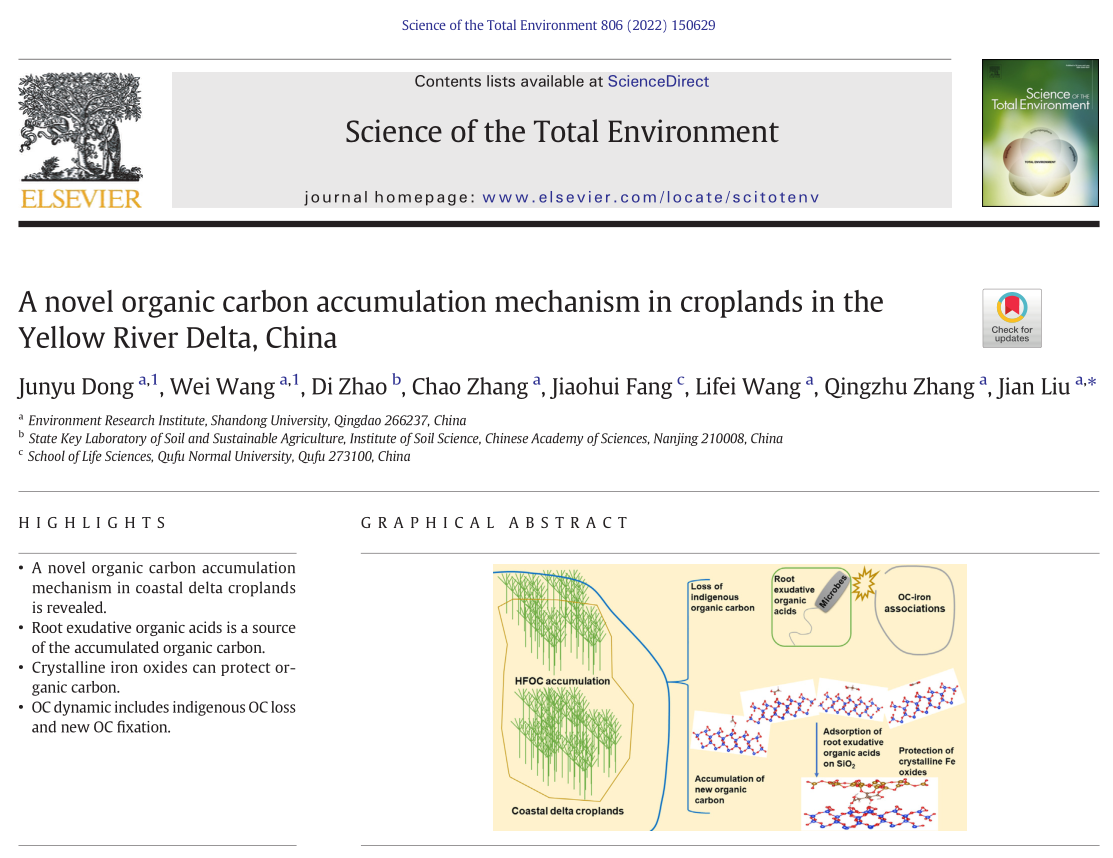 Science of the Total Environment 806 (2022) 150629
Contents lists available at ScienceDirect
Science of the Total Environment
journal homepage: www.elsevier.com/locate/scitotenv
ELSEVIER
Science OF THE
Total Environment
TOTAL ENVIRONMENT
A novel organic carbon accumulation mechanism in croplands in the
Yellow River Delta, China
Check for
updates
Junyu Dong a,1, Wei Wang a,1, Di Zhao b, Chao Zhang a, Jiaohui Fang c, Lifei Wang a, Qingzhu Zhang a, Jian Liu a,*
a Environment Research Institute, Shandong University, Qingdao 266237, China
b State Key Laboratory of Soil and Sustainable Agriculture, Institute of Soil Science, Chinese Academy of Sciences, Nanjing 210008, China
c School of Life Sciences, Qufu Normal University, Qufu 273100, China
HIGHLIGHTS
• A novel organic carbon accumulation
mechanism in coastal delta croplands
is revealed.
• Root exudative organic acids is a source
of the accumulated organic carbon.
• Crystalline iron oxides can protect or-
ganic carbon.
• OC dynamic includes indigenous OC loss
and new OC fixation.
GRAPHICAL ABSTRACT
HFOC accumulation
Coastal delta croplands
Loss of
indigenous
organic carbon
Root
exudative
organic
acids
Microbes
OC-iron
associations
Adsorption of
root exudative
organic acids
on SiO2
Protection of
crystalline Fe
oxides
Accumulation of
new organic
carbon